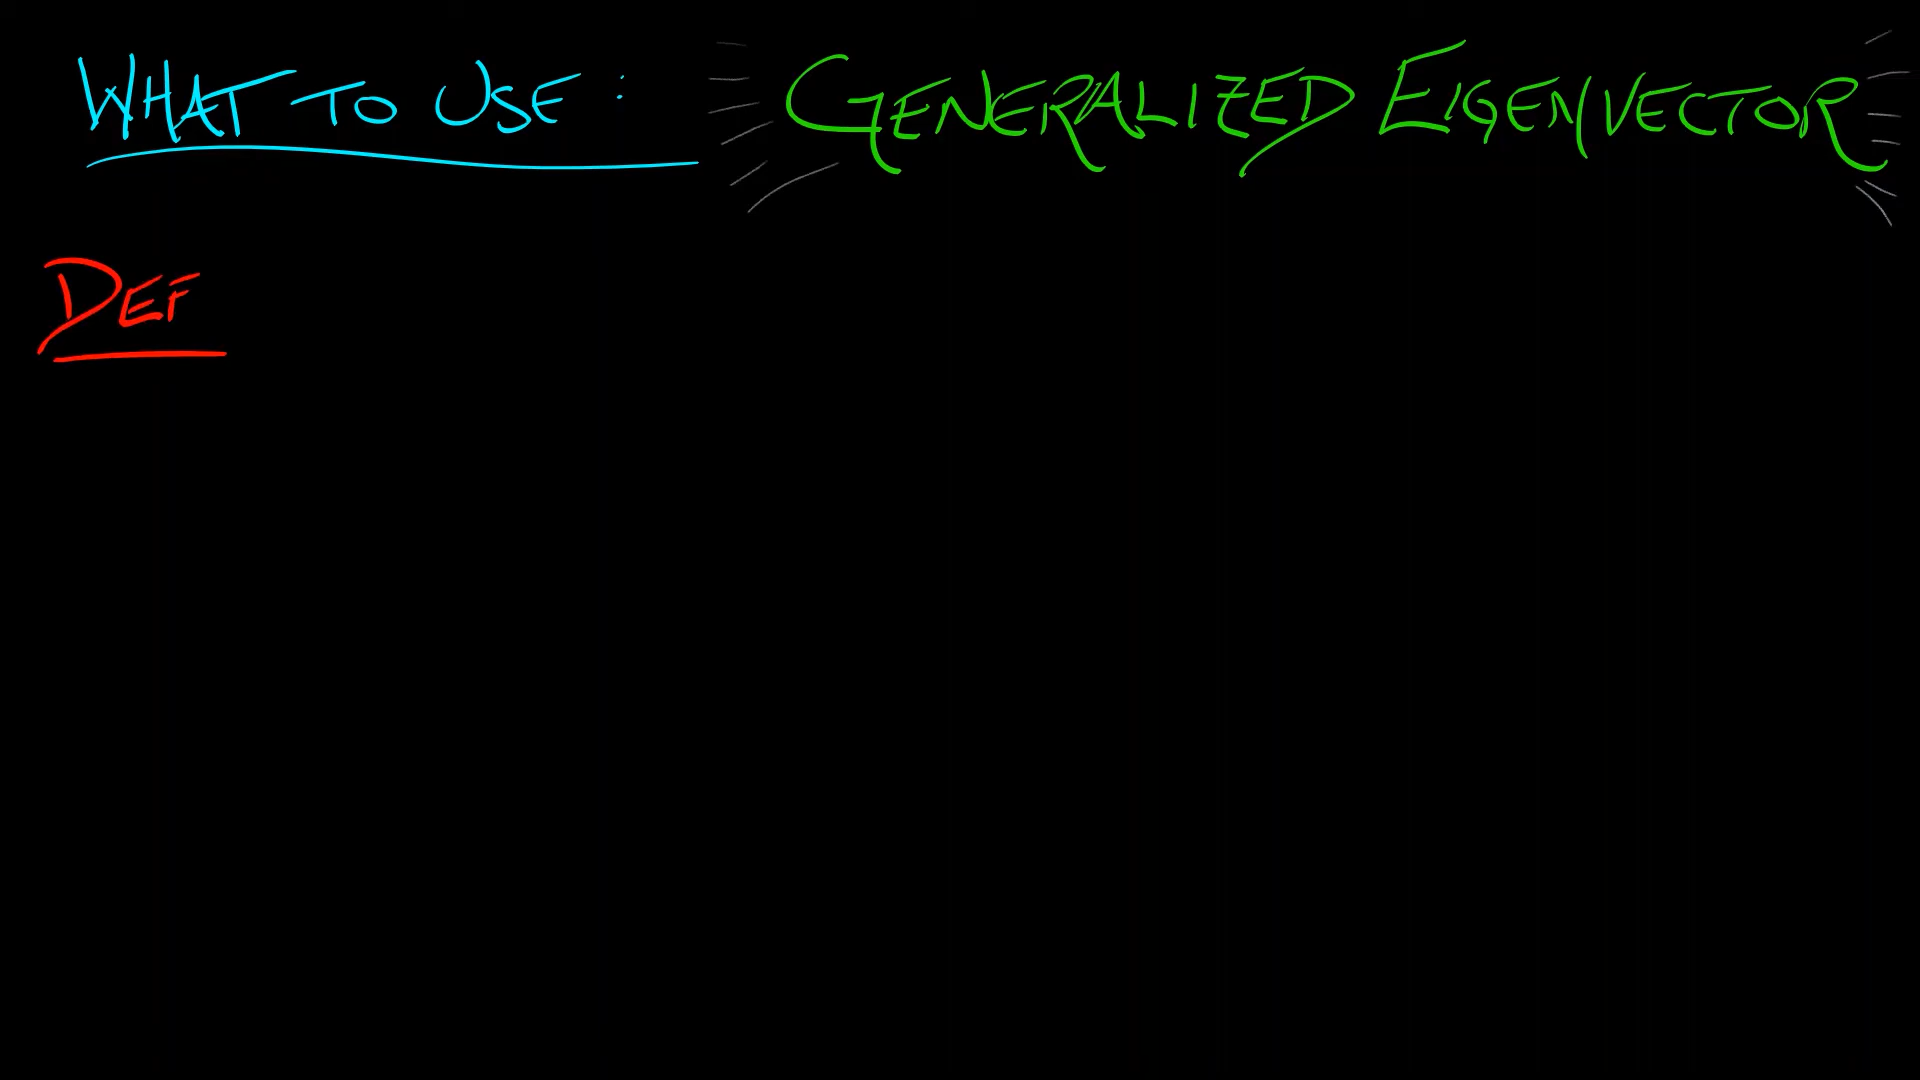 WHAT TO USE : GENERALIZED EIGENVECTOR
DEF